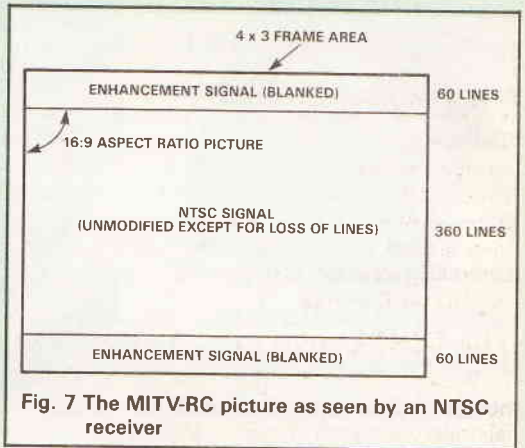 4 x 3 FRAME AREA
ENHANCEMENT SIGNAL (BLANKED)
60 LINES
16:9 ASPECT RATIO PICTURE
NTSC SIGNAL
(UNMODIFIED EXCEPT FOR LOSS OF LINES)
360 LINES
ENHANCEMENT SIGNAL (BLANKED)
60 LINES
Fig. 7 The MITV-RC picture as seen by an NTSC
receiver